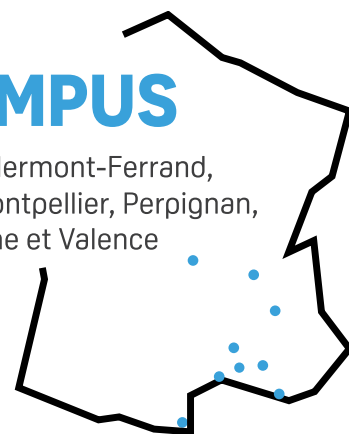 MPUS
lermont-Ferrand,
ontpellier, Perpignan,
ne et Valence